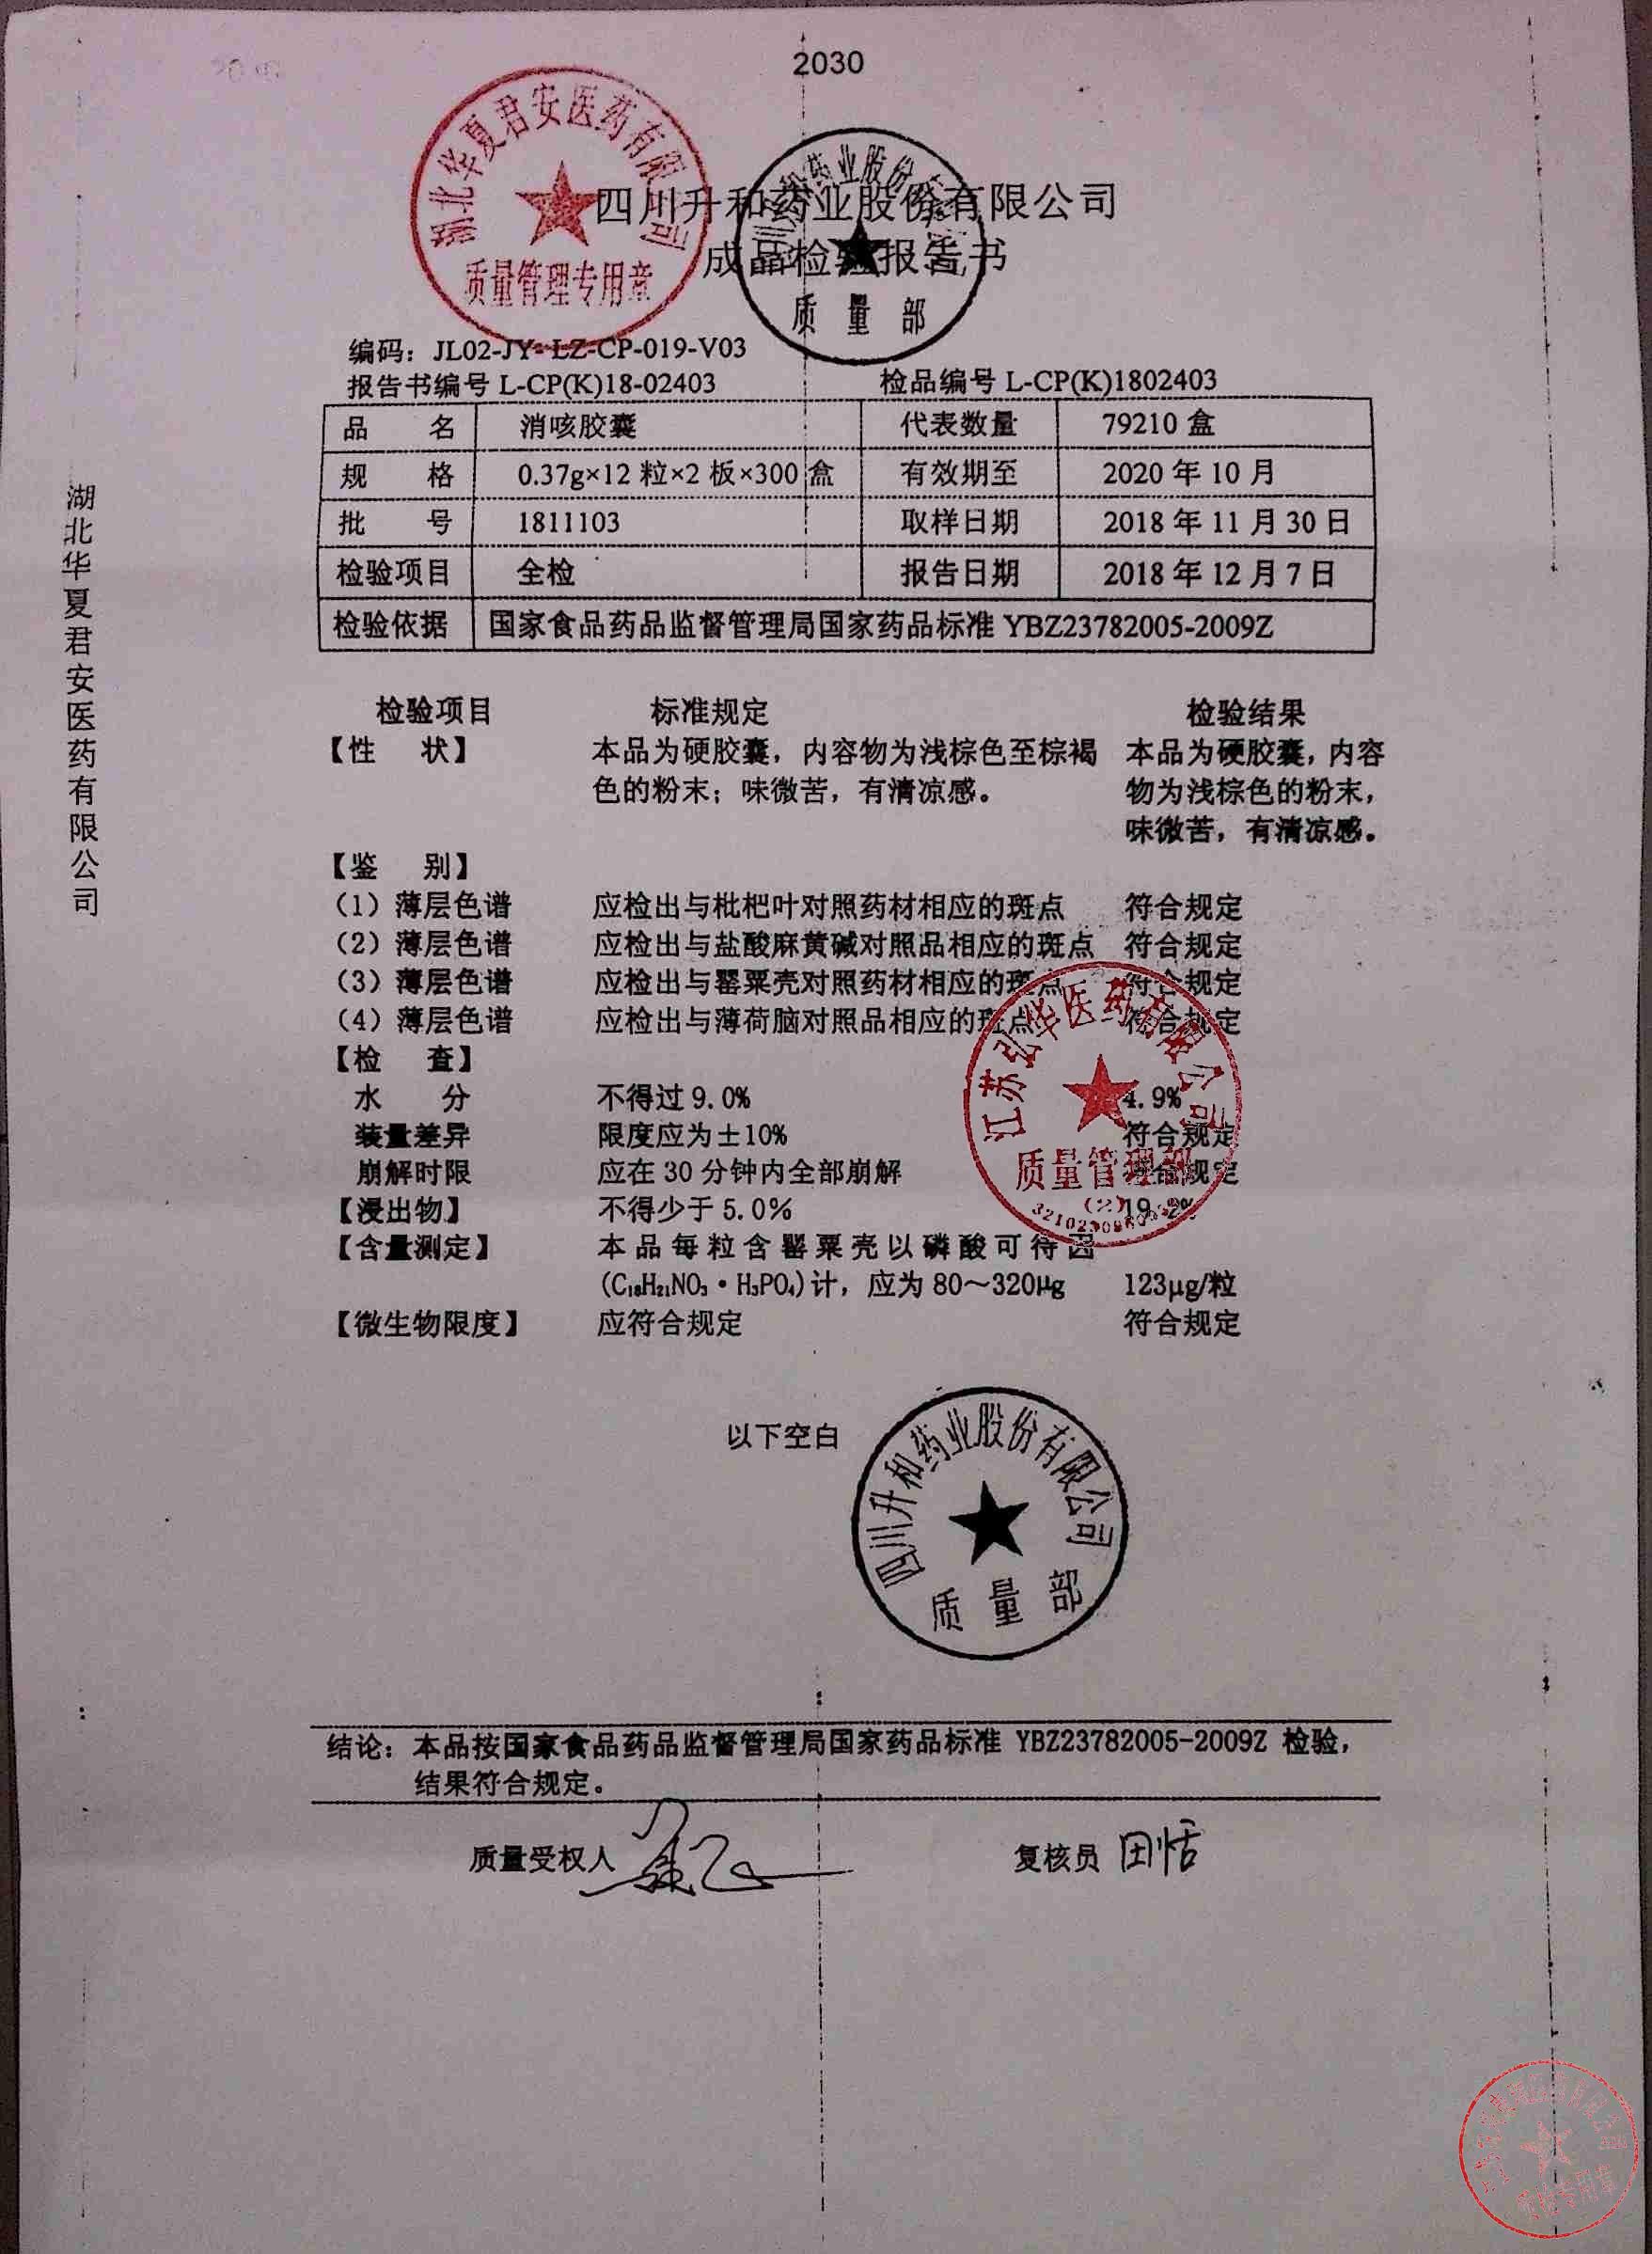 2030
湖北华夏君安医药有限公司
质量管理专用章
四川升和药业股份有限公司
成品检验报告书
质量部
编码：JL02-JY-LZ-CP-019-V03
报告书编号 L-CP(K)18-02403 检品编号 L-CP(K)1802403
品名 消咳胶囊 代表数量 79210 盒
规格 0.37g×12 粒×2 板×300 盒 有效期至 2020 年 10 月
批号 1811103 取样日期 2018 年 11 月 30 日
检验项目 全检 报告日期 2018 年 12 月 7 日
检验依据 国家食品药品监督管理局国家药品标准 YBZ23782005-2009Z
湖北华夏君安医药有限公司
检验项目 标准规定 检验结果
【性状】 本品为硬胶囊，内容物为浅棕色至棕褐 本品为硬胶囊，内容
色的粉末；味微苦，有清凉感。 物为浅棕色的粉末，
味微苦，有清凉感。
【鉴别】
（1）薄层色谱 应检出与枇杷叶对照药材相应的斑点 符合规定
（2）薄层色谱 应检出与盐酸麻黄碱对照品相应的斑点 符合规定
（3）薄层色谱 应检出与罂粟壳对照药材相应的斑点 符合规定
（4）薄层色谱 应检出与薄荷脑对照品相应的斑点 符合规定
【检查】
水分 不得过 9.0% 4.9%
装量差异 限度应为±10% 符合规定
崩解时限 应在 30 分钟内全部崩解 符合规定
【浸出物】 不得少于 5.0% 19.2%
【含量测定】 本品每粒含罂粟壳以磷酸可待因
(C₁₈H₂₁NO₃·H₃PO₄)计，应为 80～320μg 123μg/粒
【微生物限度】 应符合规定 符合规定
江苏弘华医药有限公司
质量管理部
(2)
以下空白
四川升和药业股份有限公司
质量部
结论：本品按国家食品药品监督管理局国家药品标准 YBZ23782005-2009Z 检验，
结果符合规定。
质量受权人 复核员 田恬